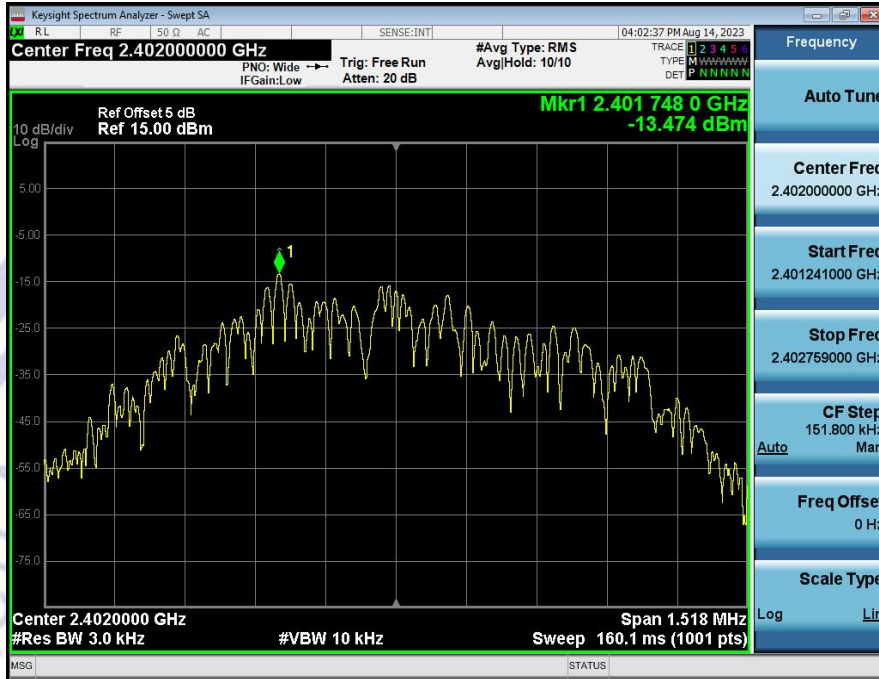 Keysight Spectrum Analyzer - Swept SA
LXI RL RF 50 Ω AC SENSE:INT 04:02:37 PM Aug 14, 2023
Center Freq 2.402000000 GHz
PNO: Wide
IFGain:Low
Trig: Free Run
Atten: 20 dB
#Avg Type: RMS
Avg|Hold: 10/10
TRACE 1 2 3 4 5 6
TYPE M WWWWW
DET P N N N N N
Mkr1 2.401 748 0 GHz
-13.474 dBm
Ref Offset 5 dB
10 dB/div Ref 15.00 dBm
Log
5.00
-5.00
-15.0
-25.0
-35.0
-45.0
-55.0
-65.0
-75.0
1
Center 2.4020000 GHz Span 1.518 MHz
#Res BW 3.0 kHz #VBW 10 kHz Sweep 160.1 ms (1001 pts)
MSG STATUS
Frequency
Auto Tune
Center Freq
2.402000000 GHz
Start Freq
2.401241000 GHz
Stop Freq
2.402759000 GHz
CF Step
151.800 kHz
Auto Man
Freq Offset
0 Hz
Scale Type
Log Lin